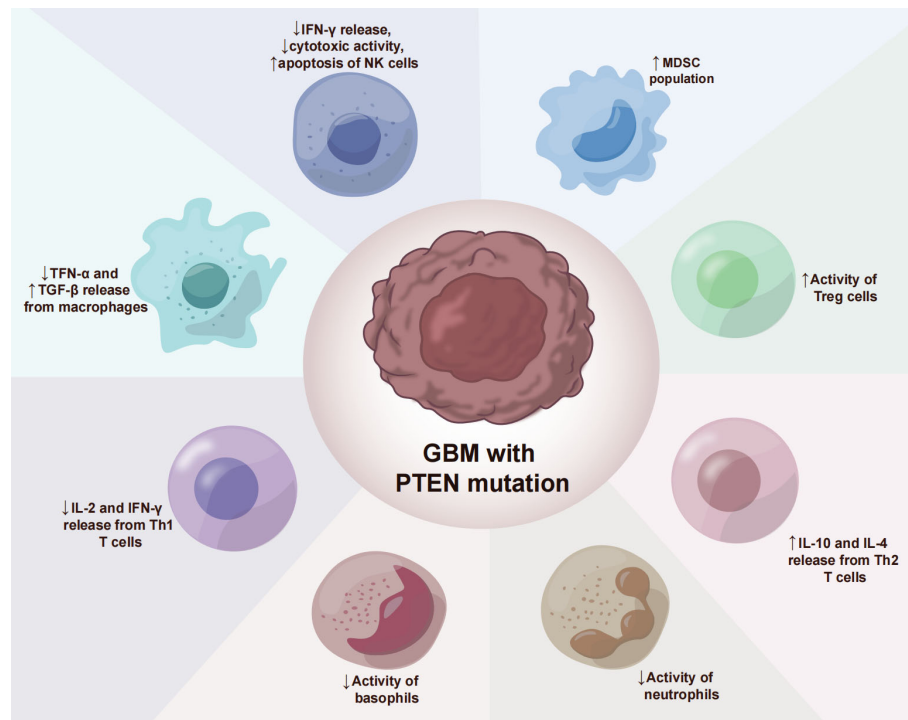 ↓IFN-γ release,
↓cytotoxic activity,
↑apoptosis of NK cells
↑MDSC
population
↓TFN-α and
↑TGF-β release
from macrophages
↑Activity of
Treg cells
GBM with
PTEN mutation
↓IL-2 and IFN-γ
release from Th1
T cells
↑IL-10 and IL-4
release from Th2
T cells
↓Activity of
basophils
↓Activity of
neutrophils